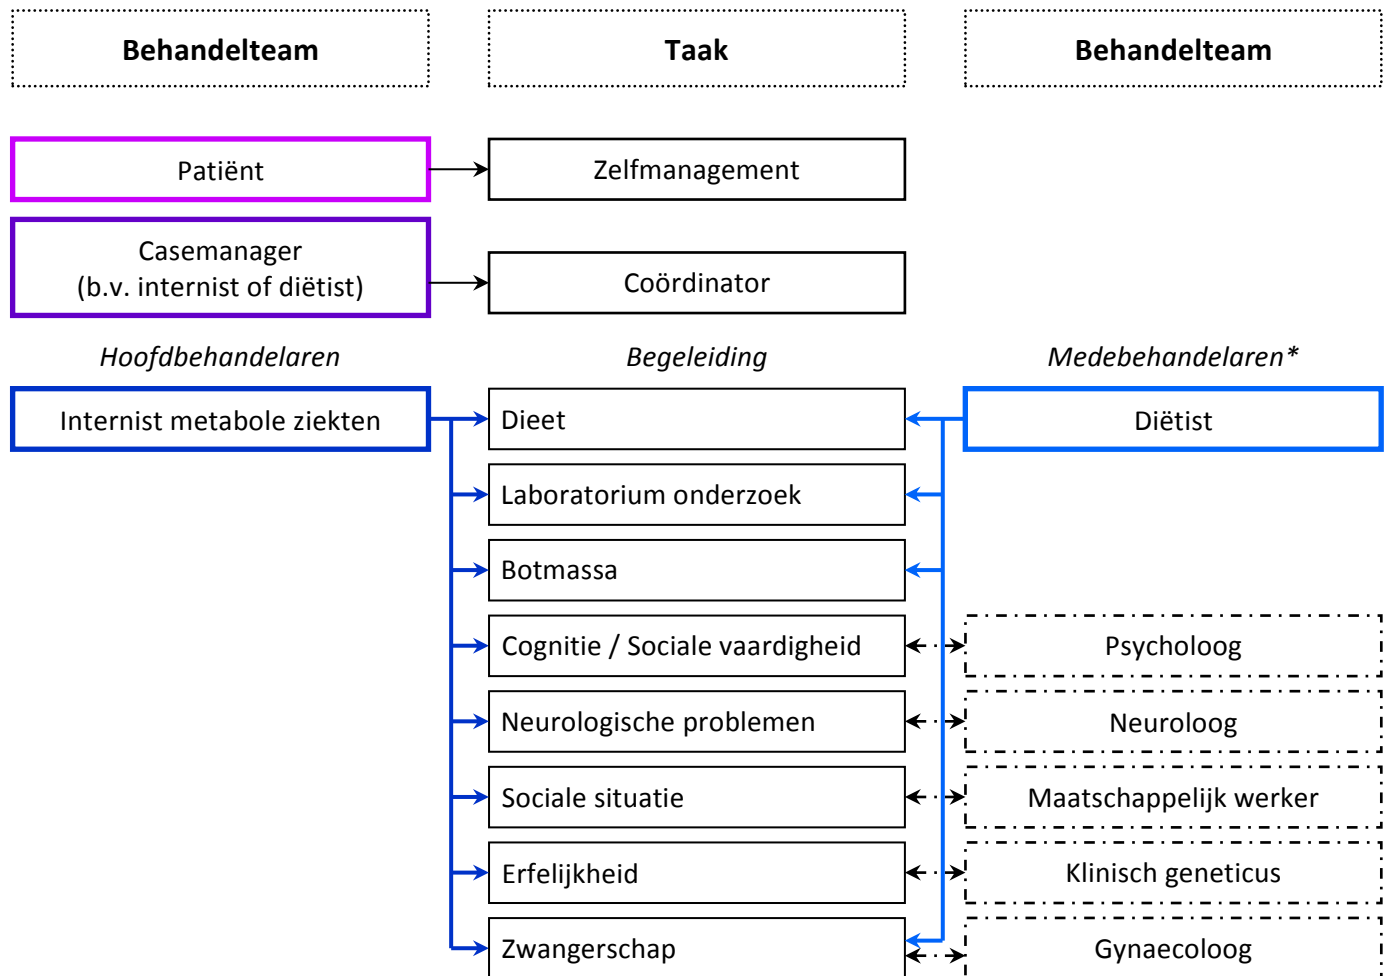 Behandelteam
Taak
Behandelteam
Patiënt
Zelfmanagement
Casemanager
(b.v. internist of diëtist)
Coördinator
Hoofdbehandelaren
Begeleiding
Medebehandelaren*
Internist metabole ziekten
Dieet
Diëtist
Laboratorium onderzoek
Botmassa
Cognitie / Sociale vaardigheid
Psycholoog
Neurologische problemen
Neuroloog
Sociale situatie
Maatschappelijk werker
Erfelijkheid
Klinisch geneticus
Zwangerschap
Gynaecoloog